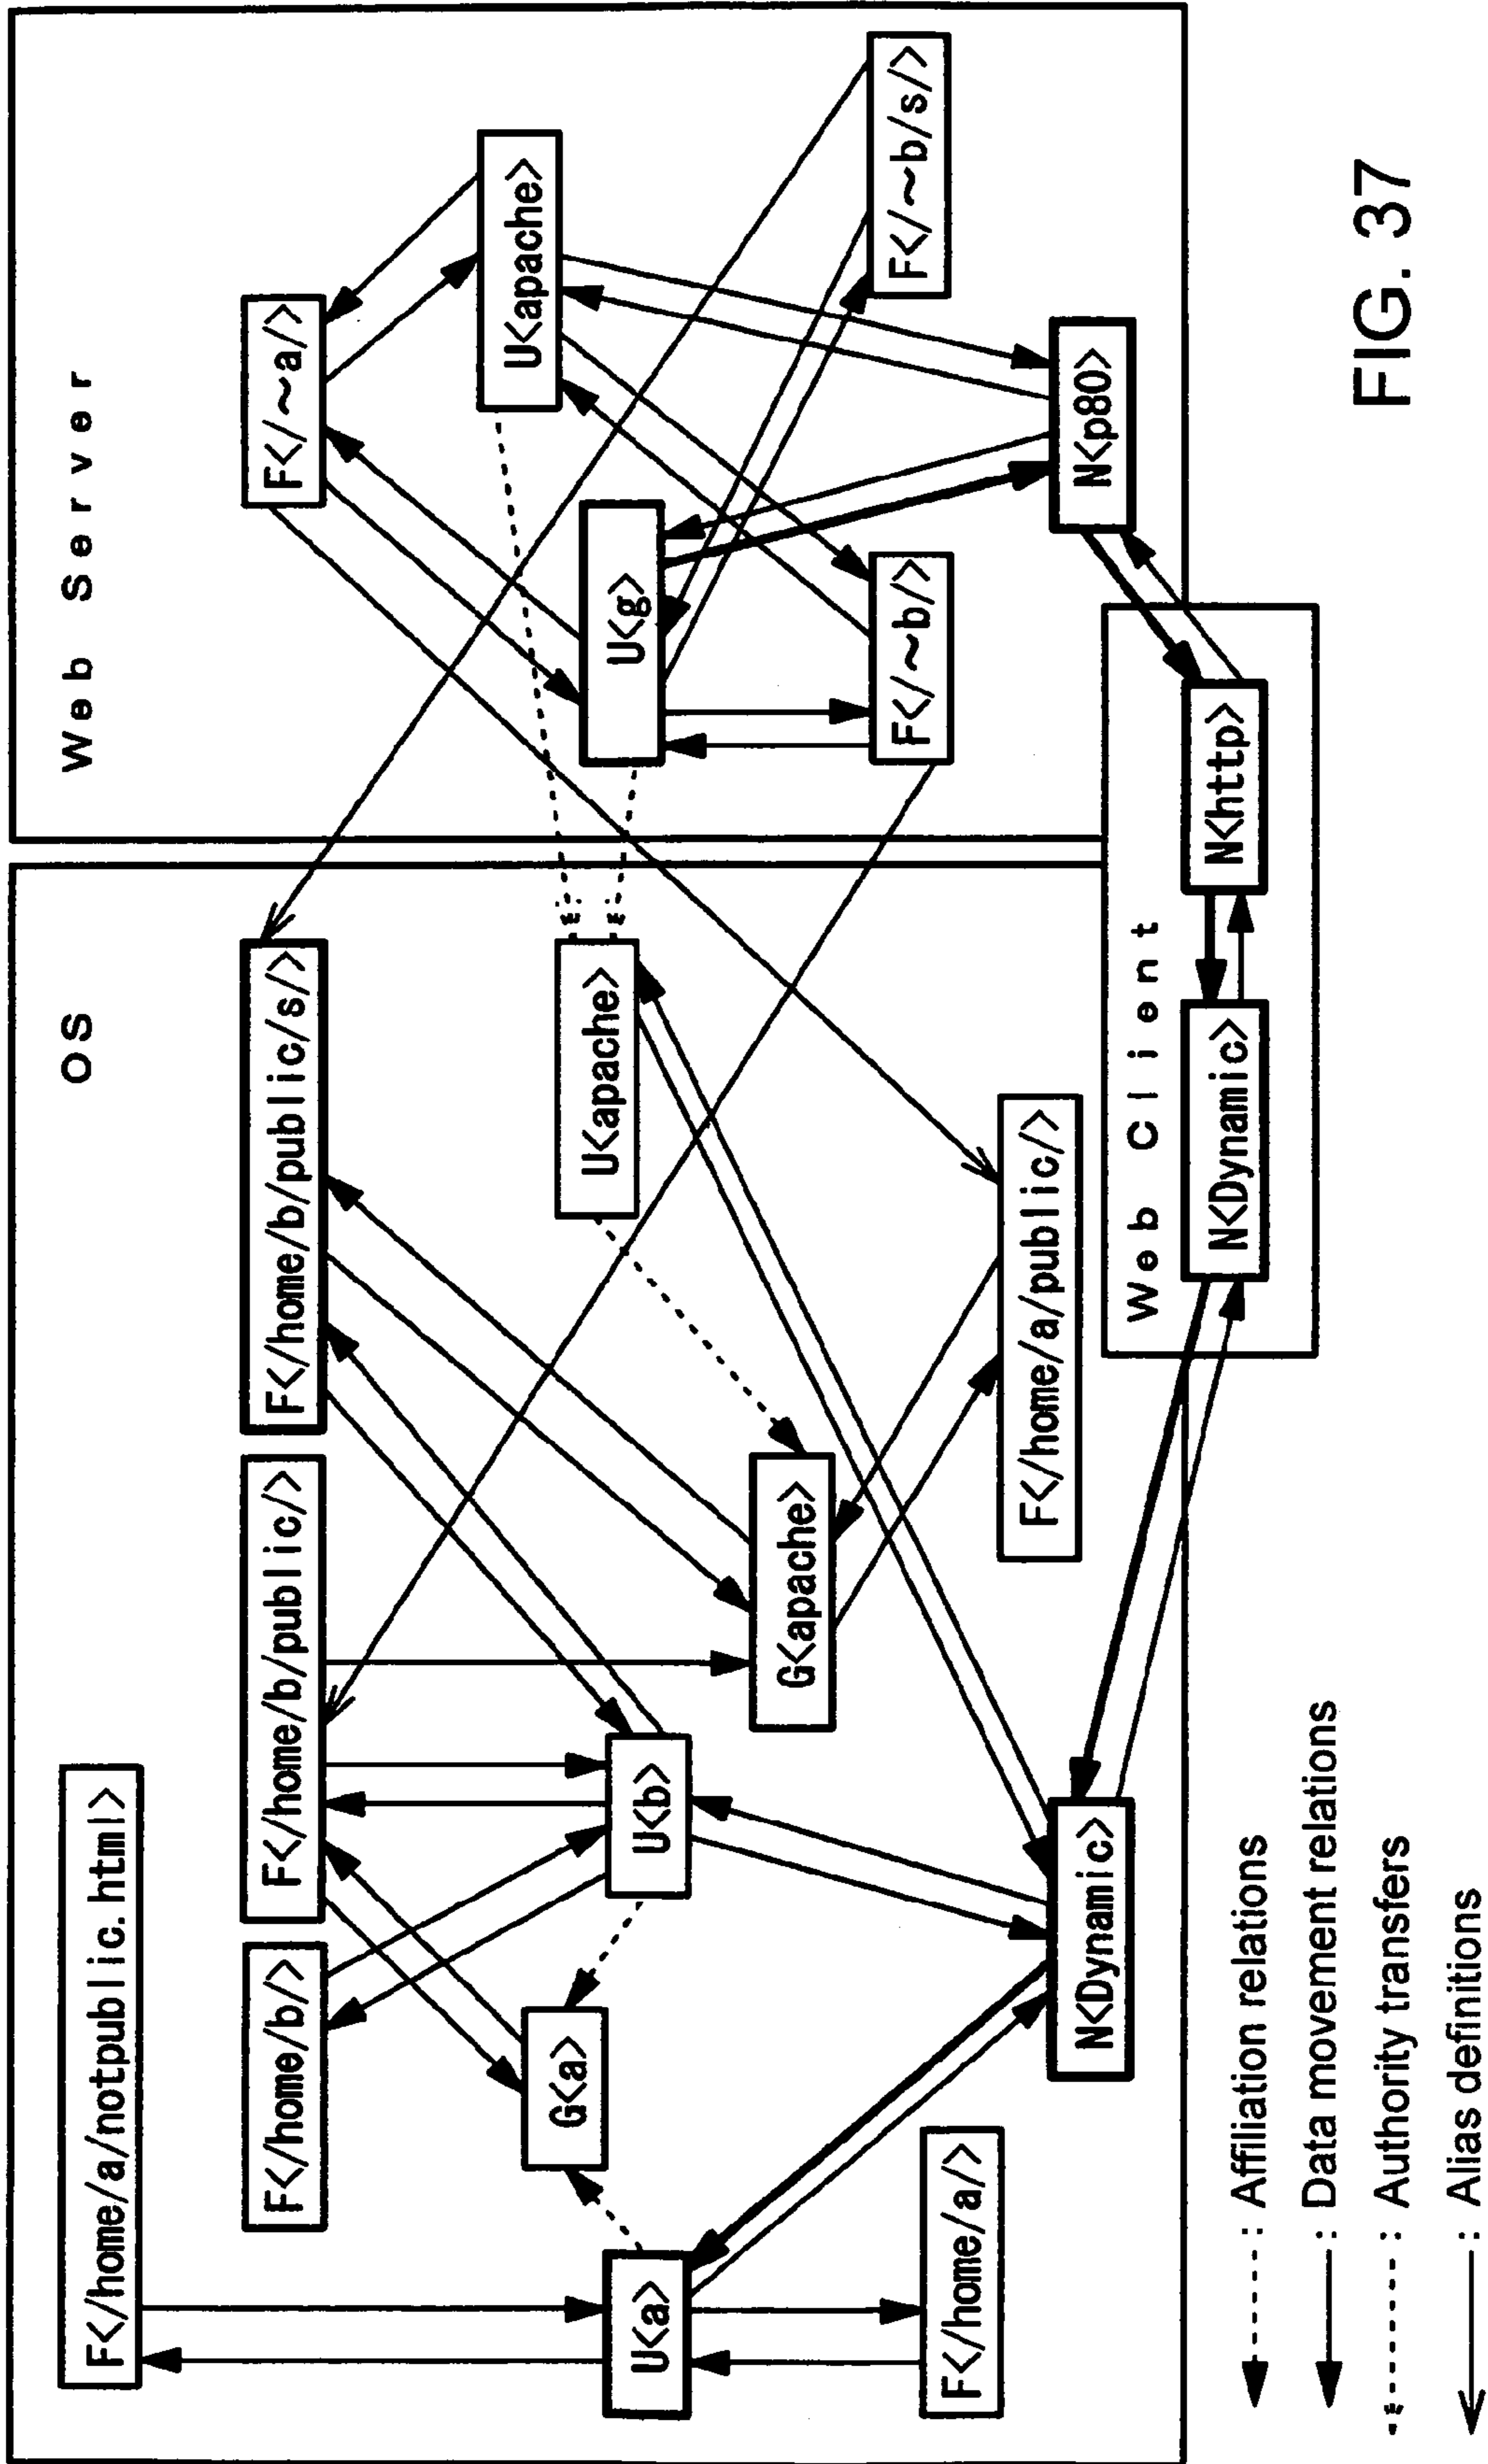 OS
Web Server
F</home/a/notpublic.html>
F</home/b/>
F</home/b/public/>
F</home/b/public/s/>
F</~a/>
U<apache>
G<a>
U<apache>
U<g>
U<a>
U<b>
G<apache>
F</home/a/>
F</home/a/public/>
F</~b/>
F</~b/s/>
N<Dynamic>
N<p80>
Web Client
N<Dynamic>
N<http>
: Affiliation relations
: Data movement relations
: Authority transfers
: Alias definitions
FIG. 37